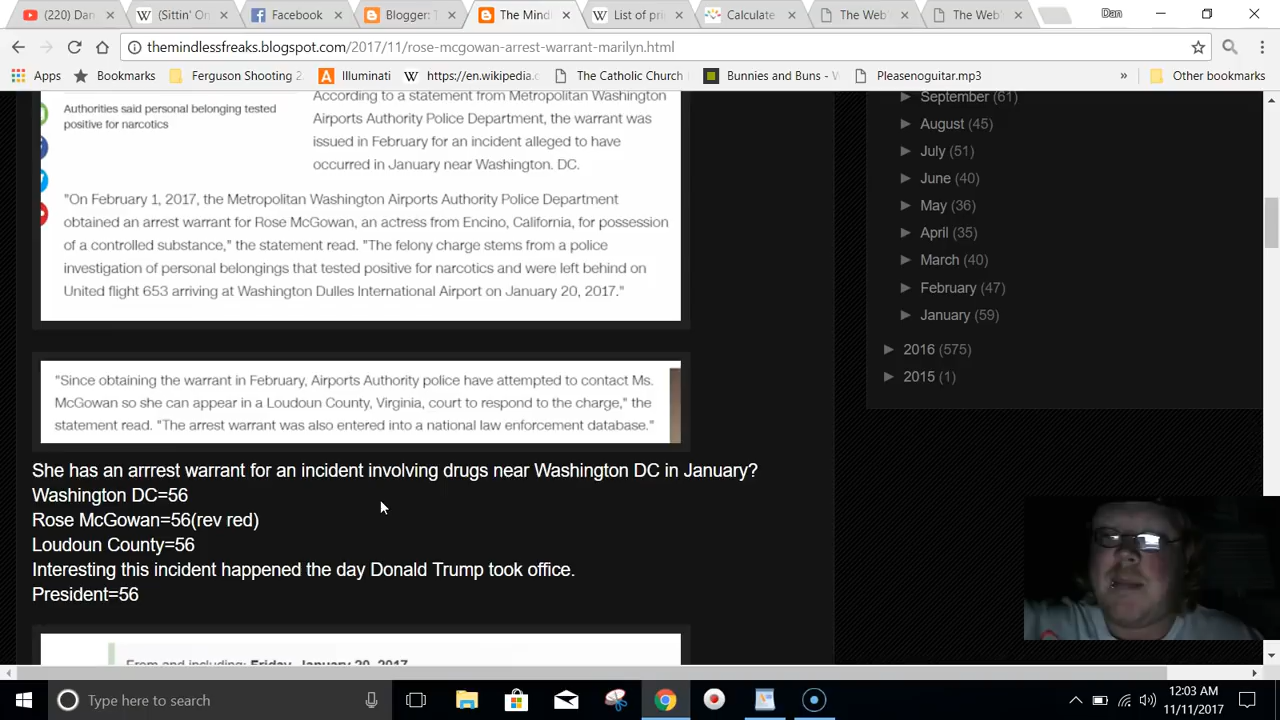 (220) Dan
(Sittin' On
Facebook
Blogger: T
The Mindl
List of pri
Calculate
The Web
The Web
Dan
themindlessfreaks.blogspot.com/2017/11/rose-mcgowan-arrest-warrant-marilyn.html
Apps
Bookmarks
Ferguson Shooting 2
Illuminati
https://en.wikipedia.c
The Catholic Church
Bunnies and Buns -
Pleasenoguitar.mp3
»
Other bookmarks
Authorities said personal belonging tested
positive for narcotics
According to a statement from Metropolitan Washington
Airports Authority Police Department, the warrant was
issued in February for an incident alleged to have
occurred in January near Washington. DC.
"On February 1, 2017, the Metropolitan Washington Airports Authority Police Department
obtained an arrest warrant for Rose McGowan, an actress from Encino, California, for possession
of a controlled substance," the statement read. "The felony charge stems from a police
investigation of personal belongings that tested positive for narcotics and were left behind on
United flight 653 arriving at Washington Dulles International Airport on January 20, 2017."
"Since obtaining the warrant in February, Airports Authority police have attempted to contact Ms.
McGowan so she can appear in a Loudoun County, Virginia, court to respond to the charge," the
statement read. "The arrest warrant was also entered into a national law enforcement database."
She has an arrrest warrant for an incident involving drugs near Washington DC in January?
Washington DC=56
Rose McGowan=56(rev red)
Loudoun County=56
Interesting this incident happened the day Donald Trump took office.
President=56
From and including: Friday, January 20, 2017
► September (61)
► August (45)
► July (51)
► June (40)
► May (36)
► April (35)
► March (40)
► February (47)
► January (59)
► 2016 (575)
► 2015 (1)
Type here to search
12:03 AM
11/11/2017